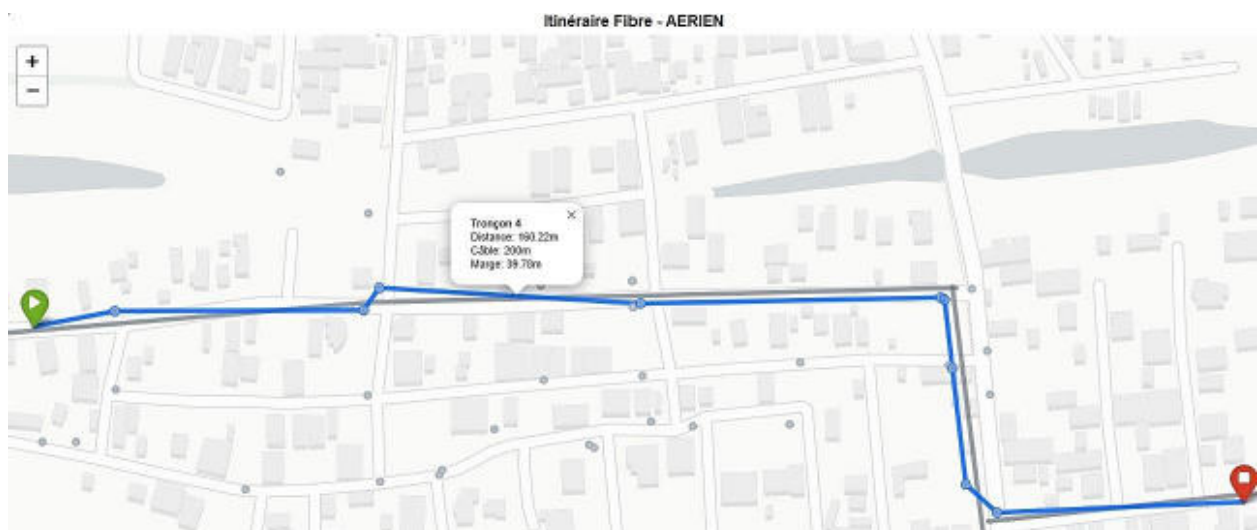 Itinéraire Fibre - AERIEN
+
−
×
Tronçon 4
Distance: 160.22m
Câble: 200m
Marge: 39.78m